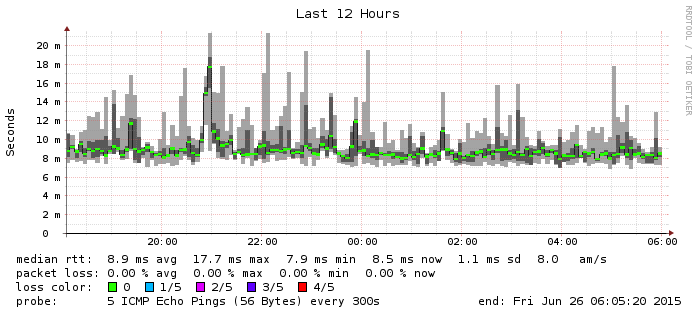 Last 12 Hours
RRDTOOL / TOBI OETIKER
Seconds
20 m
18 m
16 m
14 m
12 m
10 m
8 m
6 m
4 m
2 m
0
20:00 22:00 00:00 02:00 04:00 06:00
median rtt: 8.9 ms avg 17.7 ms max 7.9 ms min 8.5 ms now 1.1 ms sd 8.0 am/s
packet loss: 0.00 % avg 0.00 % max 0.00 % min 0.00 % now
loss color: 0 1/5 2/5 3/5 4/5
probe: 5 ICMP Echo Pings (56 Bytes) every 300s end: Fri Jun 26 06:05:20 2015